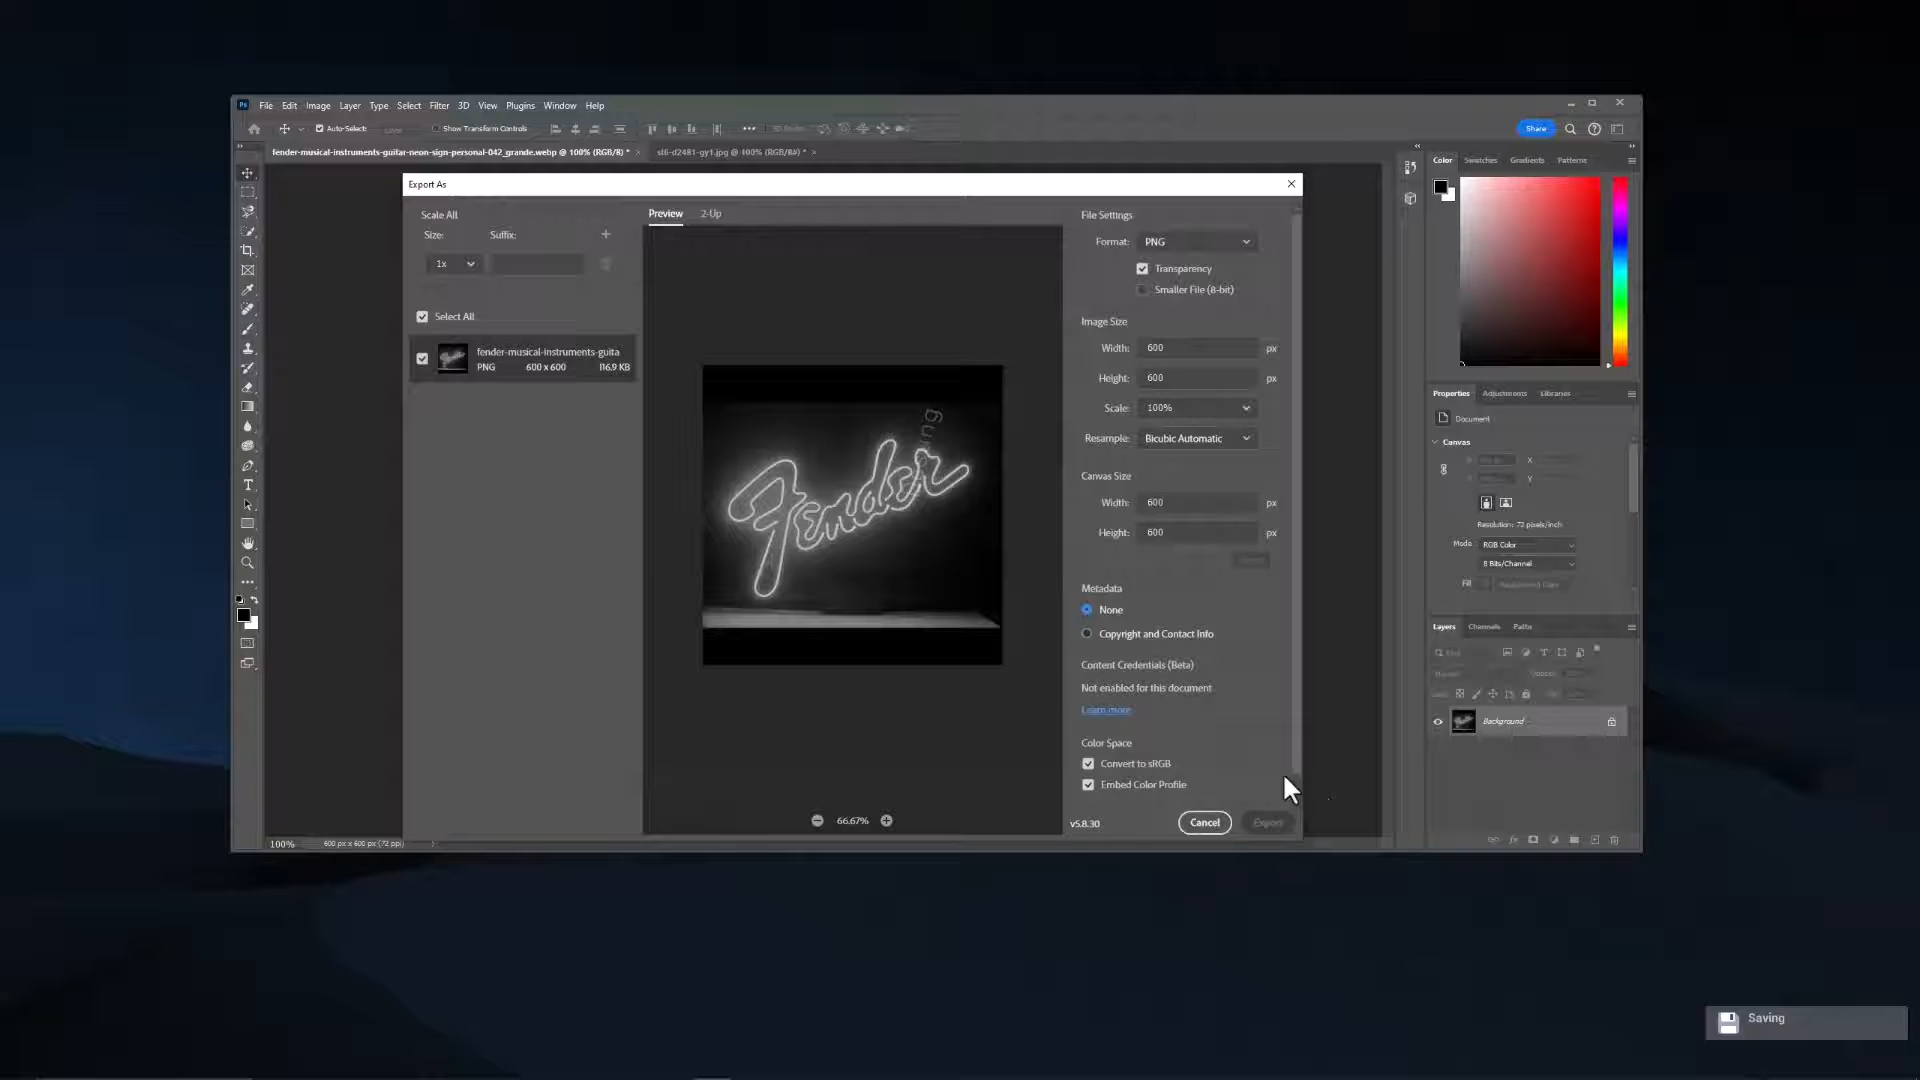 Ps File Edit Image Layer Type Select Filter 3D View Plugins Window Help
Auto-Select: Show Transform Controls
Share
fender-musical-instruments-guitar-neon-sign-personal-042_grande.webp @ 100% (RGB/8) * ×
st6-d2481-gy1.jpg @ 100% (RGB/8#) * ×
Export As
Scale All
Size: Suffix:
1x
Select All
fender-musical-instruments-guita
PNG 600 x 600 116.9 KB
Preview 2-Up
Fender
66.67%
File Settings
Format: PNG
Transparency
Smaller File (8-bit)
Image Size
Width: 600 px
Height: 600 px
Scale: 100%
Resample: Bicubic Automatic
Canvas Size
Width: 600 px
Height: 600 px
Metadata
None
Copyright and Contact Info
Content Credentials (Beta)
Not enabled for this document
Learn more
Color Space
Convert to sRGB
Embed Color Profile
v5.8.30 Cancel Export
Color Swatches Gradients Patterns
Properties Adjustments Libraries
Document
Canvas
X
Y
Resolution: 72 pixels/inch
Mode RGB Color
8 Bits/Channel
Fill
Layers Channels Paths
Background
100% 600 px x 600 px (72 ppi)
Saving